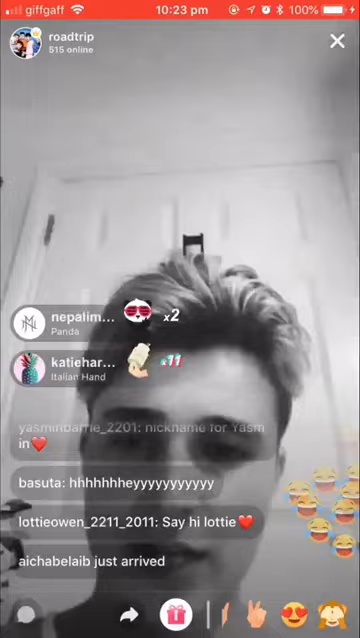 giffgaff
10:23 pm
100%
roadtrip
515 online
nepalim...
x2
Panda
katiehar...
x11
Italian Hand
yasminbarrie_2201: nickname for Yasm
in❤️
basuta: hhhhhhheyyyyyyyyyyy
lottieowen_2211_2011: Say hi lottie❤️
aichabelaib just arrived